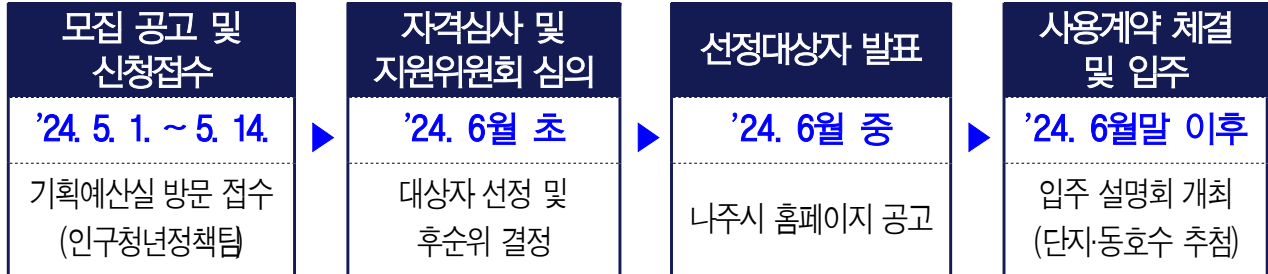 모집 공고 및
신청접수
’24. 5. 1. ~ 5. 14.
기획예산실 방문 접수
(인구청년정책팀)
자격심사 및
지원위원회 심의
’24. 6월 초
대상자 선정 및
후순위 결정
선정대상자 발표
’24. 6월 중
나주시 홈페이지 공고
사용계약 체결
및 입주
’24. 6월말 이후
입주 설명회 개최
(단지·동호수 추첨)